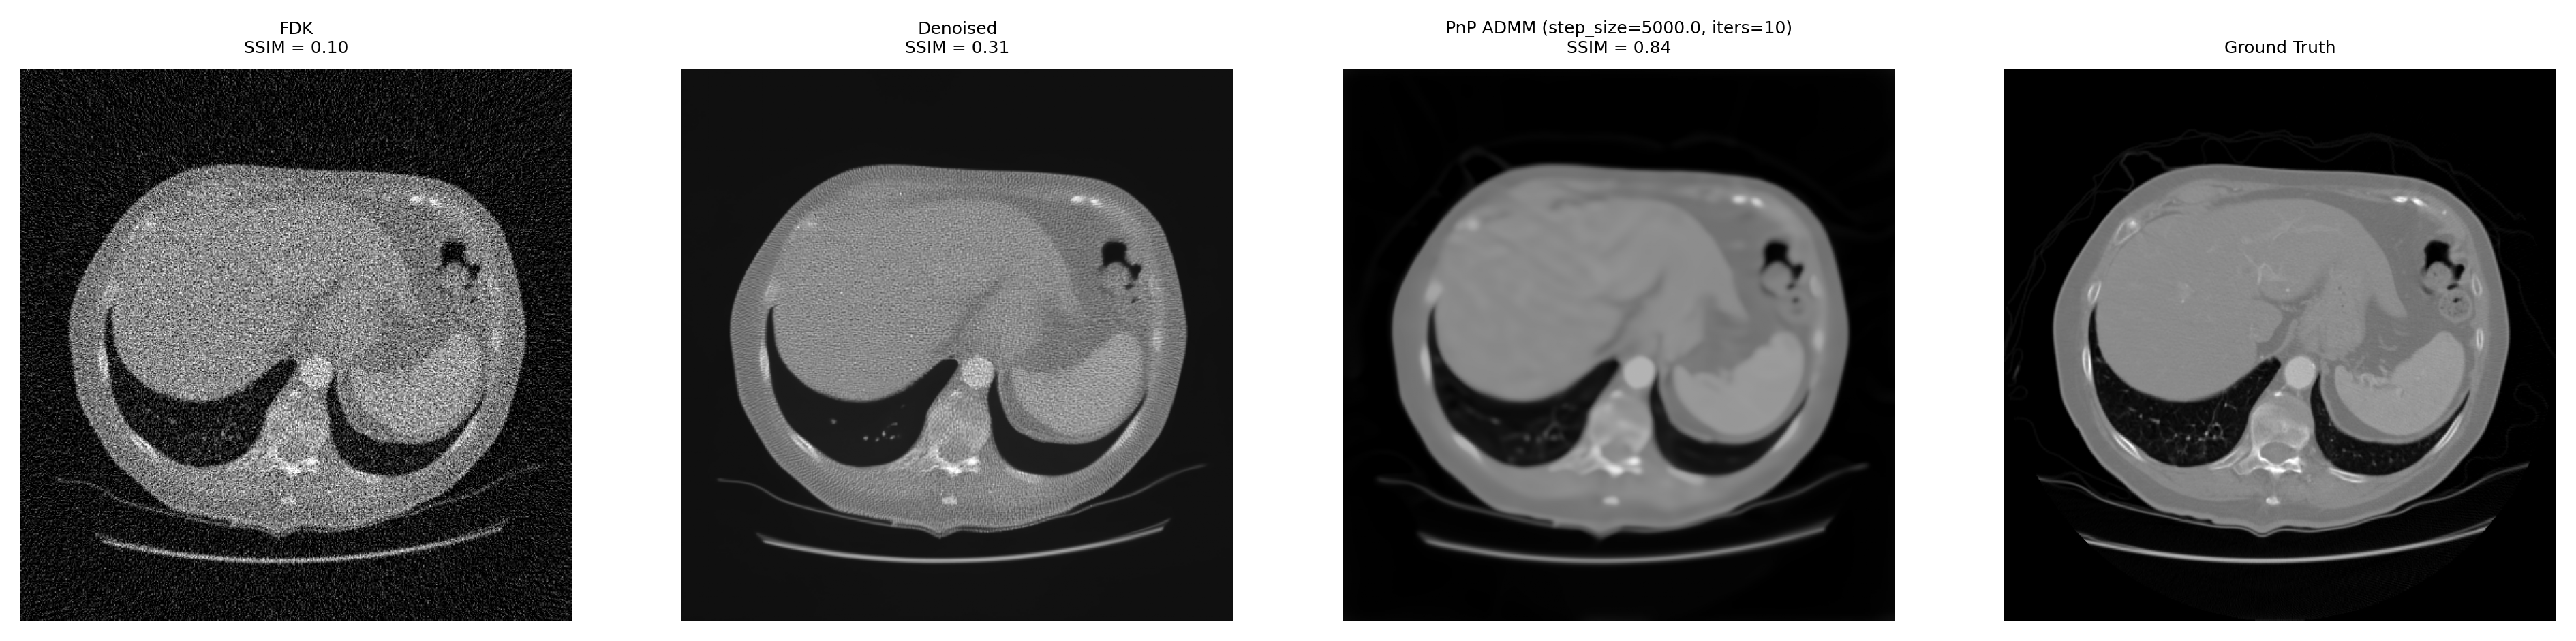 FDK
SSIM = 0.10
Denoised
SSIM = 0.31
PnP ADMM (step_size=5000.0, iters=10)
SSIM = 0.84
Ground Truth